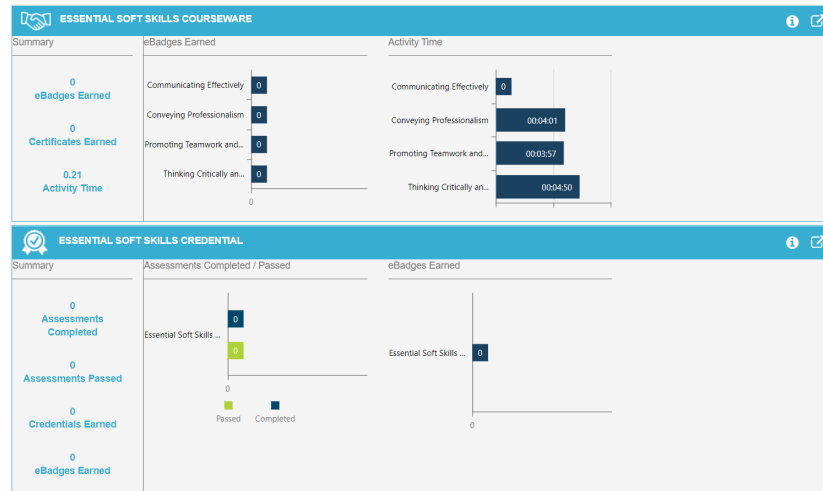 ESSENTIAL SOFT SKILLS COURSEWARE
Summary
0
eBadges Earned
0
Certificates Earned
0.21
Activity Time
eBadges Earned
Communicating Effectively 0
Conveying Professionalism 0
Promoting Teamwork and... 0
Thinking Critically an... 0
0
Activity Time
Communicating Effectively 0
Conveying Professionalism 00:04:01
Promoting Teamwork and... 00:03:57
Thinking Critically an... 00:04:50
ESSENTIAL SOFT SKILLS CREDENTIAL
Summary
0
Assessments
Completed
0
Assessments Passed
0
Credentials Earned
0
eBadges Earned
Assessments Completed / Passed
0
Essential Soft Skills ...
0
0
Passed Completed
eBadges Earned
Essential Soft Skills ... 0
0